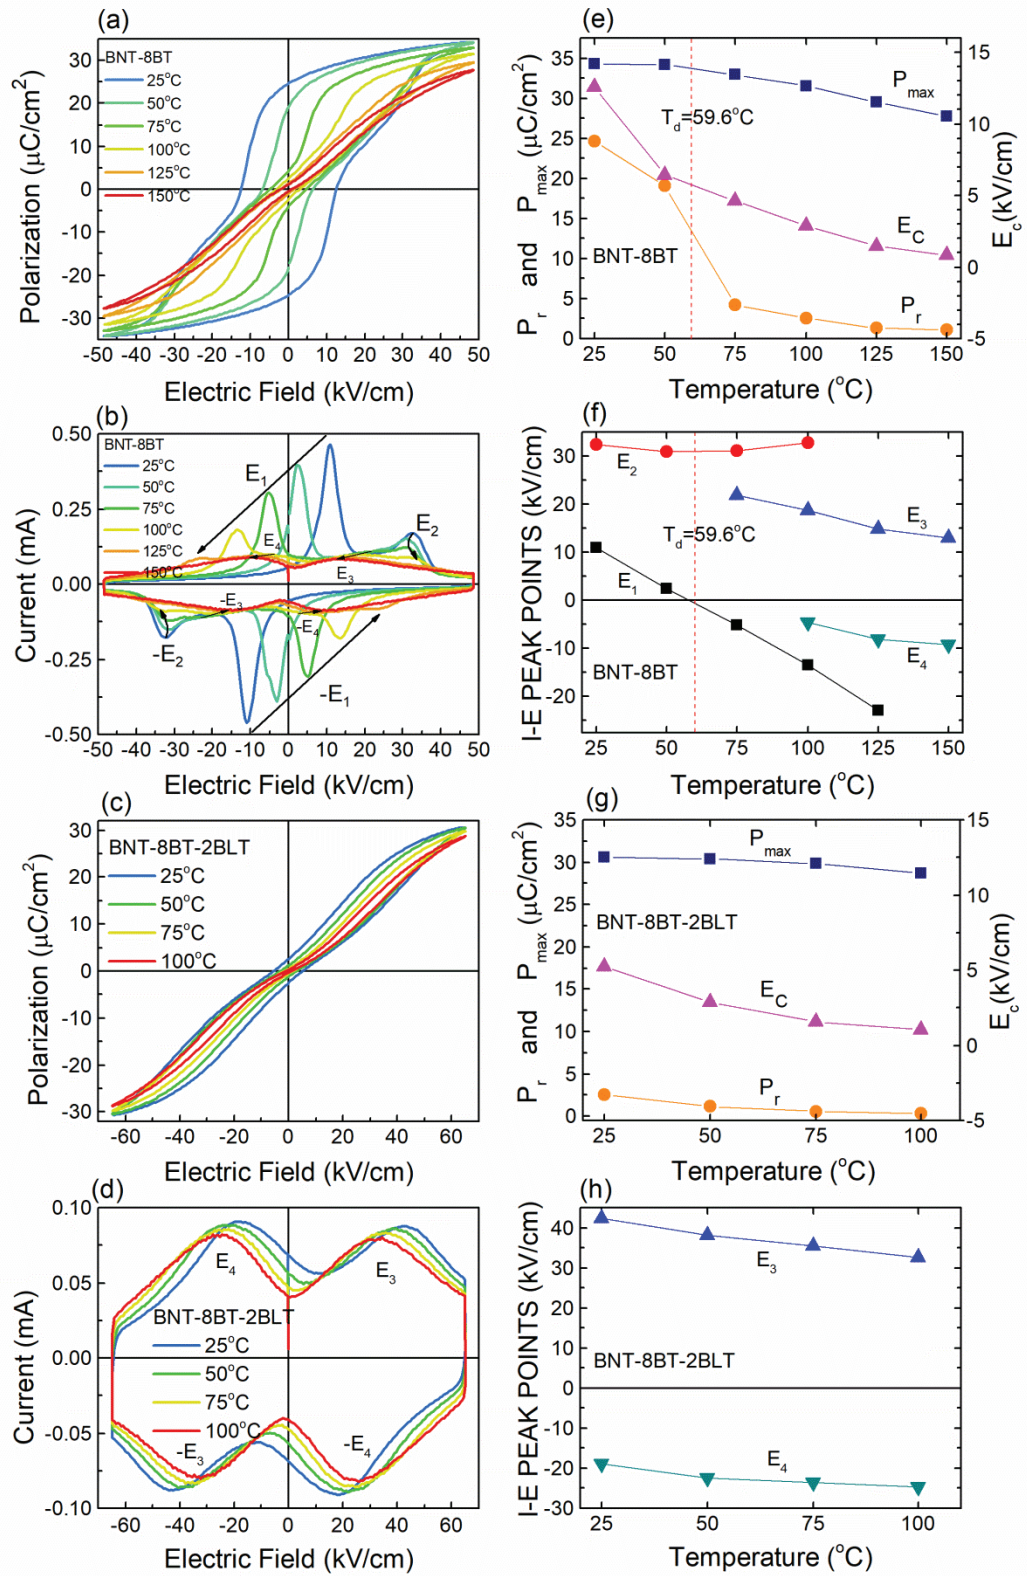 (a)
BNT-8BT
25°C
50°C
75°C
100°C
125°C
150°C
Polarization (μC/cm²)
30
20
10
0
-10
-20
-30
-50 -40 -30 -20 -10 0 10 20 30 40 50
Electric Field (kV/cm)
(e)
P_r and P_max (μC/cm²)
35
30
25
20
15
10
5
0
T_d=59.6°C
P_max
E_C
BNT-8BT
P_r
15
10
5
0
-5
E_c(kV/cm)
25 50 75 100 125 150
Temperature (°C)
(b)
BNT-8BT
25°C
50°C
75°C
100°C
125°C
150°C
Current (mA)
0.50
0.25
0.00
-0.25
-0.50
E_1
E_2
E_4
E_3
-E_3
-E_4
-E_2
-E_1
-50 -40 -30 -20 -10 0 10 20 30 40 50
Electric Field (kV/cm)
(f)
I-E PEAK POINTS (kV/cm)
30
20
10
0
-10
-20
E_2
T_d=59.6°C
E_3
E_1
E_4
BNT-8BT
25 50 75 100 125 150
Temperature (°C)
(c)
BNT-8BT-2BLT
25°C
50°C
75°C
100°C
Polarization (μC/cm²)
30
20
10
0
-10
-20
-30
-60 -40 -20 0 20 40 60
Electric Field (kV/cm)
(g)
P_r and P_max (μC/cm²)
35
30
25
20
15
10
5
0
P_max
BNT-8BT-2BLT
E_C
P_r
15
10
5
0
-5
E_c(kV/cm)
25 50 75 100
Temperature (°C)
(d)
Current (mA)
0.10
0.05
0.00
-0.05
-0.10
E_4
E_3
BNT-8BT-2BLT
25°C
50°C
75°C
100°C
-E_3
-E_4
-60 -40 -20 0 20 40 60
Electric Field (kV/cm)
(h)
I-E PEAK POINTS (kV/cm)
40
30
20
10
0
-10
-20
-30
E_3
BNT-8BT-2BLT
E_4
25 50 75 100
Temperature (°C)